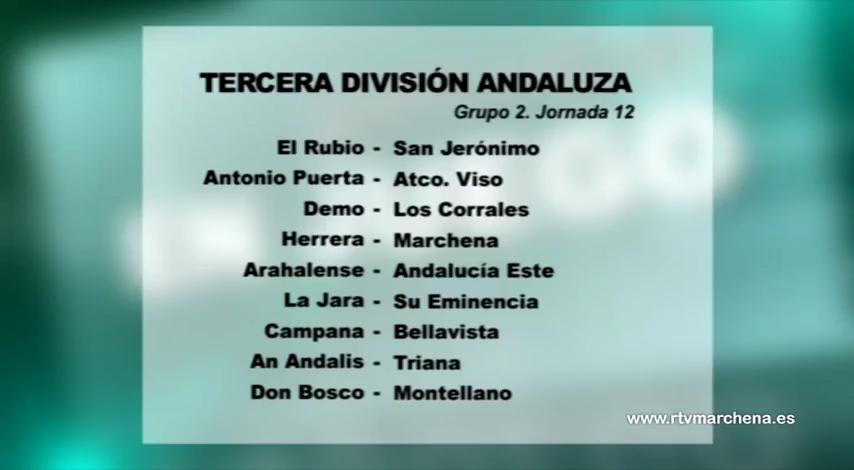 TERCERA DIVISIÓN ANDALUZA
Grupo 2. Jornada 12
El Rubio - San Jerónimo
Antonio Puerta - Atco. Viso
Demo - Los Corrales
Herrera - Marchena
Arahalense - Andalucía Este
La Jara - Su Eminencia
Campana - Bellavista
An Andalis - Triana
Don Bosco - Montellano
www.rtvmarchena.es